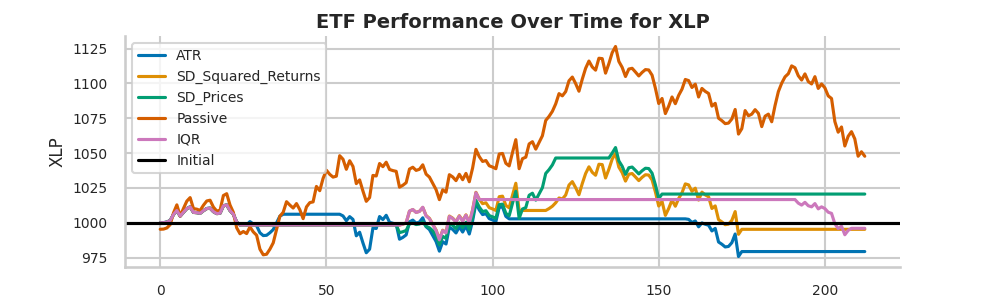 ETF Performance Over Time for XLP
XLP
1125
1100
1075
1050
1025
1000
975
ATR
SD_Squared_Returns
SD_Prices
Passive
IQR
Initial
0 50 100 150 200